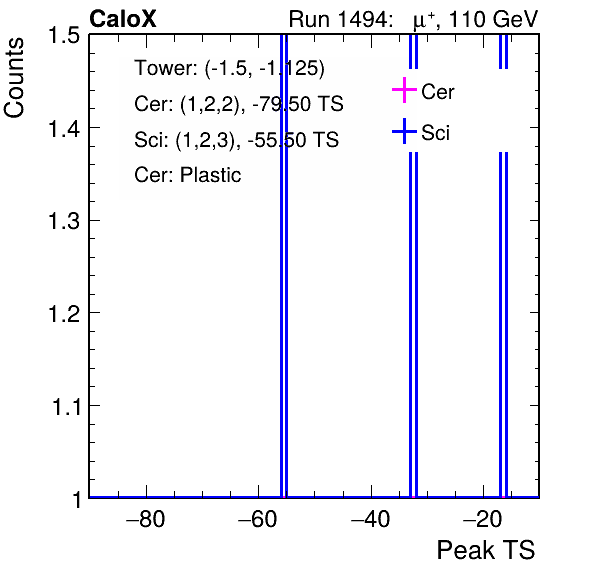 CaloX Run 1494: μ⁺, 110 GeV
Counts
1.5
1.4
1.3
1.2
1.1
1
Tower: (-1.5, -1.125)
Cer: (1,2,2), -79.50 TS
Sci: (1,2,3), -55.50 TS
Cer: Plastic
Cer
Sci
−80 −60 −40 −20
Peak TS